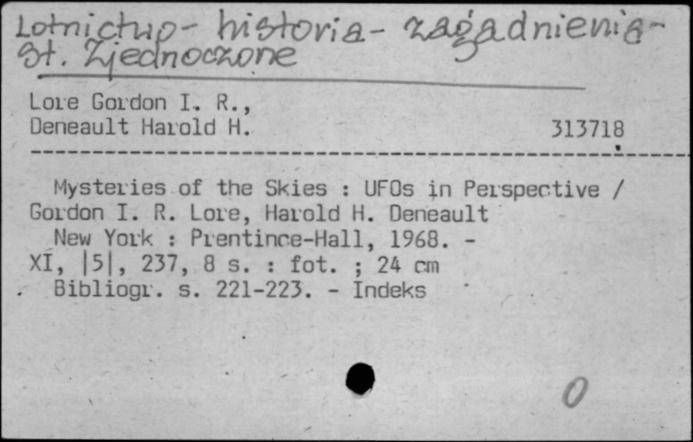 Lotnictwo - historia - zagadnienia -
St. Zjednoczone
Lore Gordon I. R.,
Deneault Harold H.
313718
Mysteries of the Skies : UFOs in Perspective /
Gordon I. R. Lore, Harold H. Deneault
New York : Prentince-Hall, 1968. -
XI, |5|, 237, 8 s. : fot. ; 24 cm
Bibliogr. s. 221-223. - Indeks
0